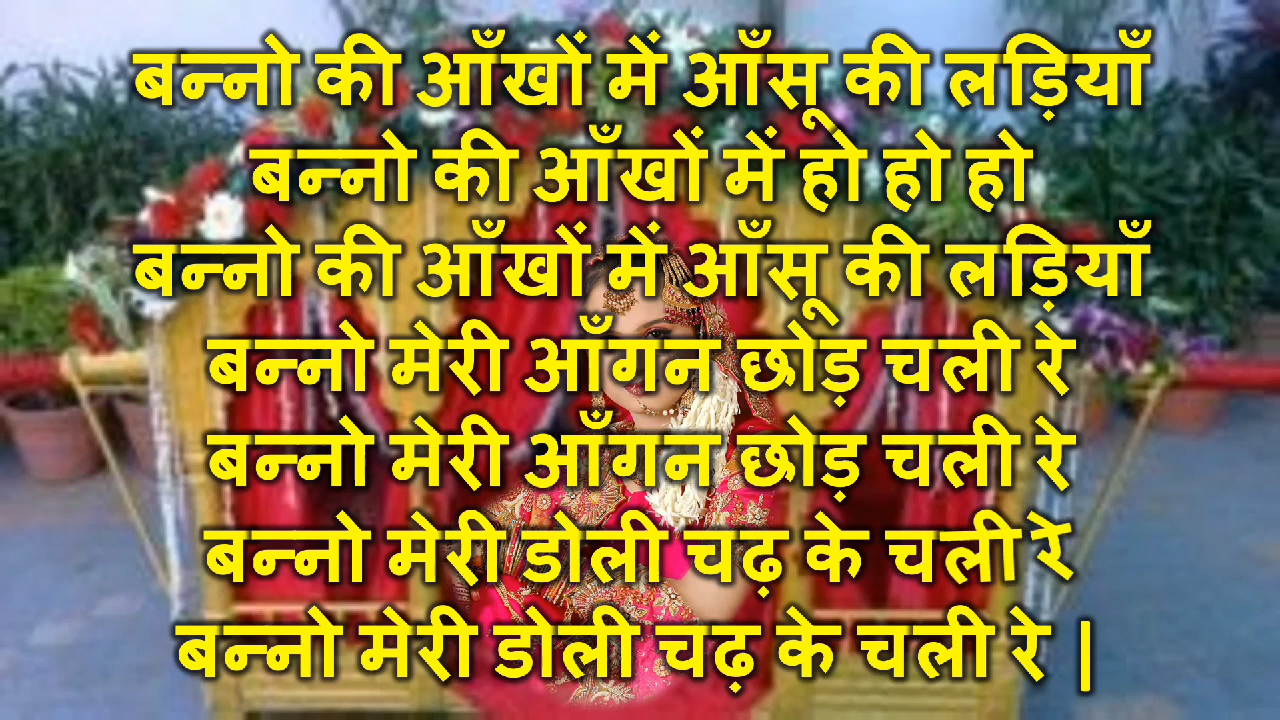 बन्नो की आँखों में आँसू की लड़ियाँ
बन्नो की आँखों में हो हो हो
बन्नो की आँखों में आँसू की लड़ियाँ
बन्नो मेरी आँगन छोड़ चली रे
बन्नो मेरी आँगन छोड़ चली रे
बन्नो मेरी डोली चढ़ के चली रे
बन्नो मेरी डोली चढ़ के चली रे |